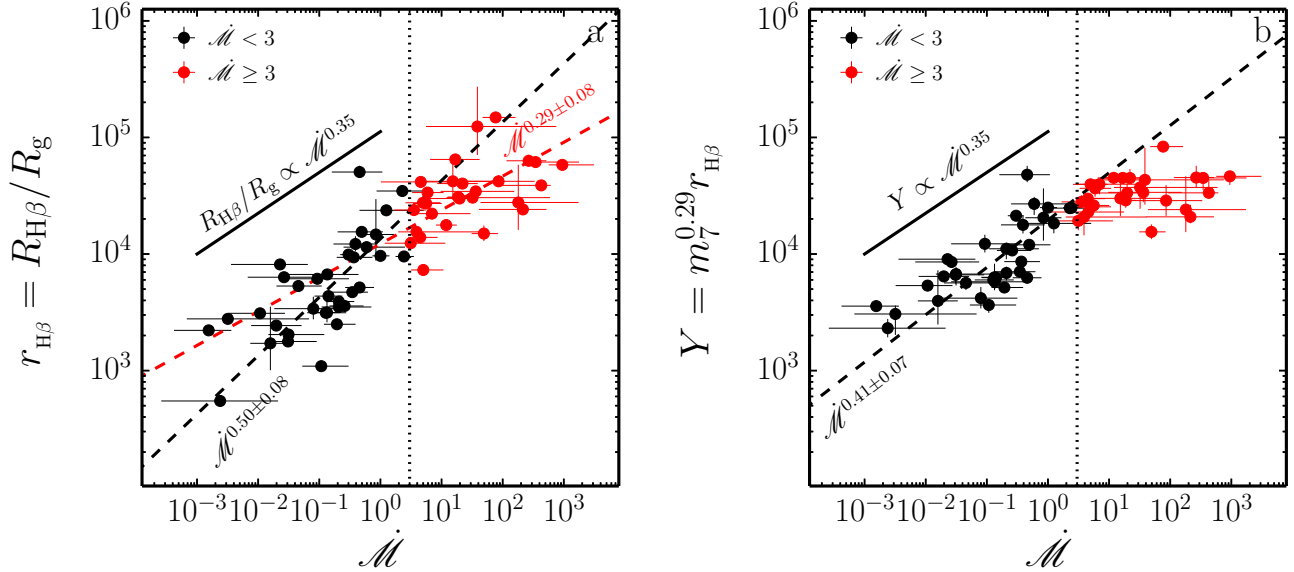 a
ℳ̇ < 3
ℳ̇ ≥ 3
R_Hβ/R_g ∝ ℳ̇^0.35
ℳ̇^0.29±0.08
ℳ̇^0.50±0.08
10^6
10^5
10^4
10^3
10^−3 10^−2 10^−1 10^0 10^1 10^2 10^3
ℳ̇
r_Hβ ≡ R_Hβ/R_g
b
ℳ̇ < 3
ℳ̇ ≥ 3
Y ∝ ℳ̇^0.35
ℳ̇^0.41±0.07
10^6
10^5
10^4
10^3
10^−3 10^−2 10^−1 10^0 10^1 10^2 10^3
ℳ̇
Y = m_7^0.29 r_Hβ